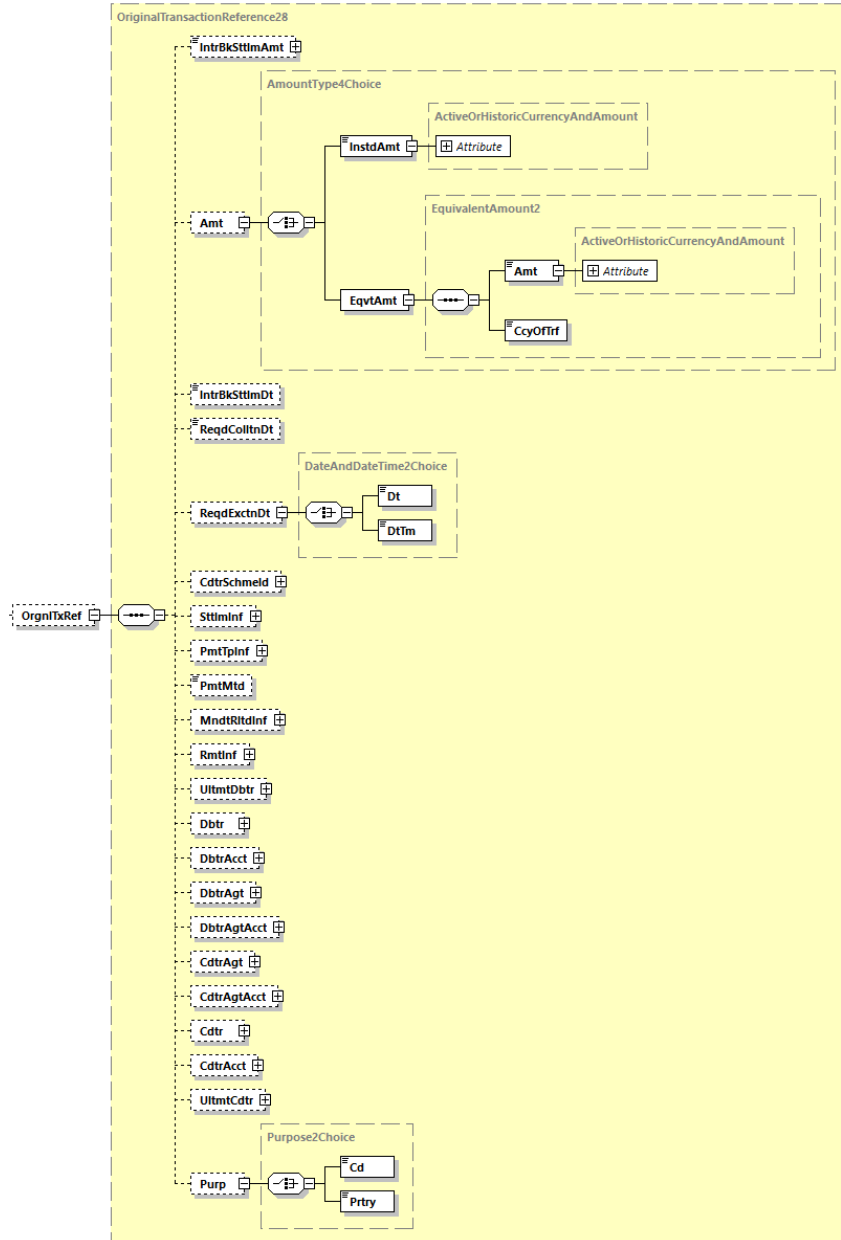 OriginalTransactionReference28
IntrBkSttlmAmt
AmountType4Choice
ActiveOrHistoricCurrencyAndAmount
InstdAmt
Attribute
EquivalentAmount2
Amt
ActiveOrHistoricCurrencyAndAmount
Amt
Attribute
EqvtAmt
CcyOfTrf
IntrBkSttlmDt
ReqdColltnDt
DateAndDateTime2Choice
Dt
ReqdExctnDt
DtTm
CdtrSchmeId
OrgnlTxRef
SttlmInf
PmtTpInf
PmtMtd
MndtRltdInf
RmtInf
UltmtDbtr
Dbtr
DbtrAcct
DbtrAgt
DbtrAgtAcct
CdtrAgt
CdtrAgtAcct
Cdtr
CdtrAcct
UltmtCdtr
Purpose2Choice
Cd
Purp
Prtry